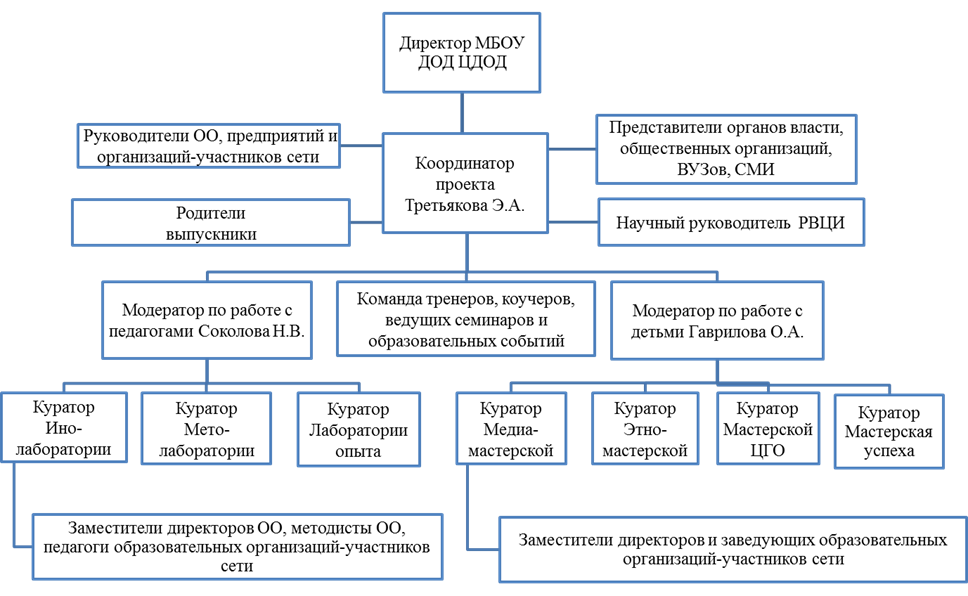 Директор МБОУ
ДОД ЦДОД
Руководители ОО, предприятий и
организаций-участников сети
Координатор
проекта
Третьякова Э.А.
Представители органов власти,
общественных организаций,
ВУЗов, СМИ
Родители
выпускники
Научный руководитель РВЦИ
Модератор по работе с
педагогами Соколова Н.В.
Команда тренеров, коучеров,
ведущих семинаров и
образовательных событий
Модератор по работе с
детьми Гаврилова О.А.
Куратор
Ино-
лаборатории
Куратор
Мето-
лаборатории
Куратор
Лаборатории
опыта
Куратор
Медиа-
мастерской
Куратор
Этно-
мастерской
Куратор
Мастерской
ЦГО
Куратор
Мастерская
успеха
Заместители директоров ОО, методисты ОО,
педагоги образовательных организаций-участников
сети
Заместители директоров и заведующих образовательных
организаций-участников сети